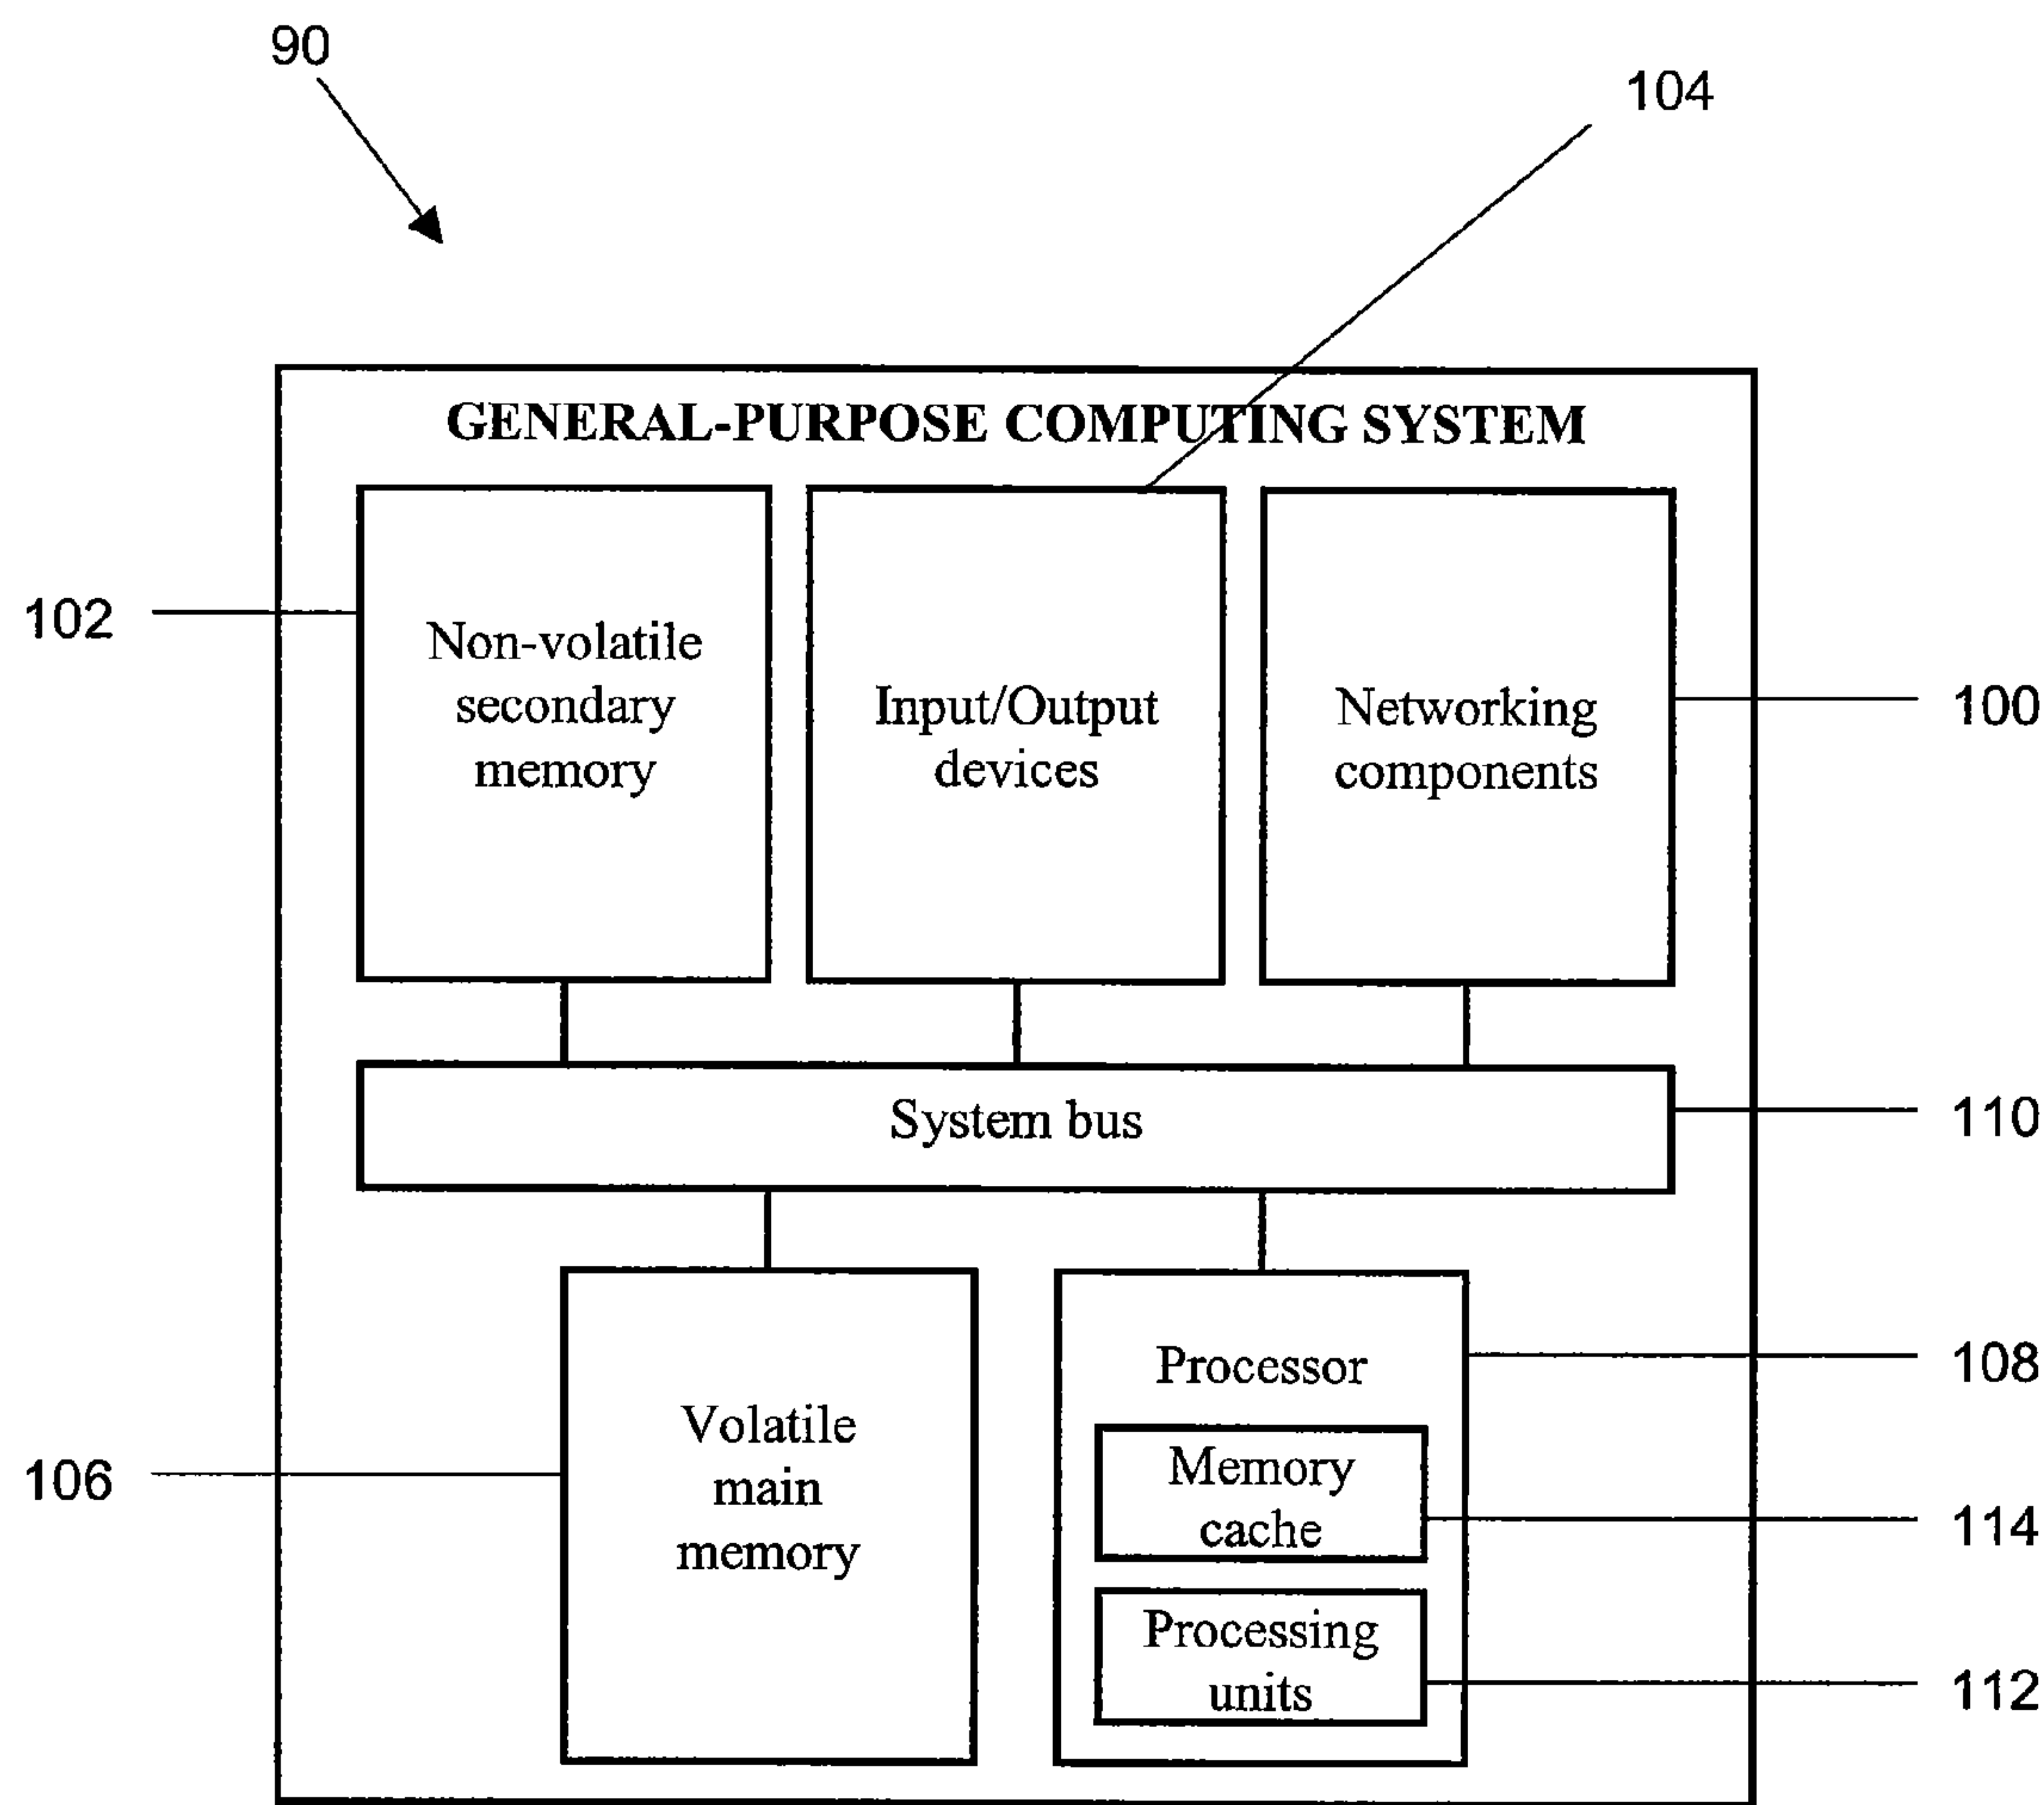 90
104
GENERAL-PURPOSE COMPUTING SYSTEM
102
Non-volatile
secondary
memory
Input/Output
devices
Networking
components
100
System bus
110
106
Volatile
main
memory
Processor
108
Memory
cache
114
Processing
units
112